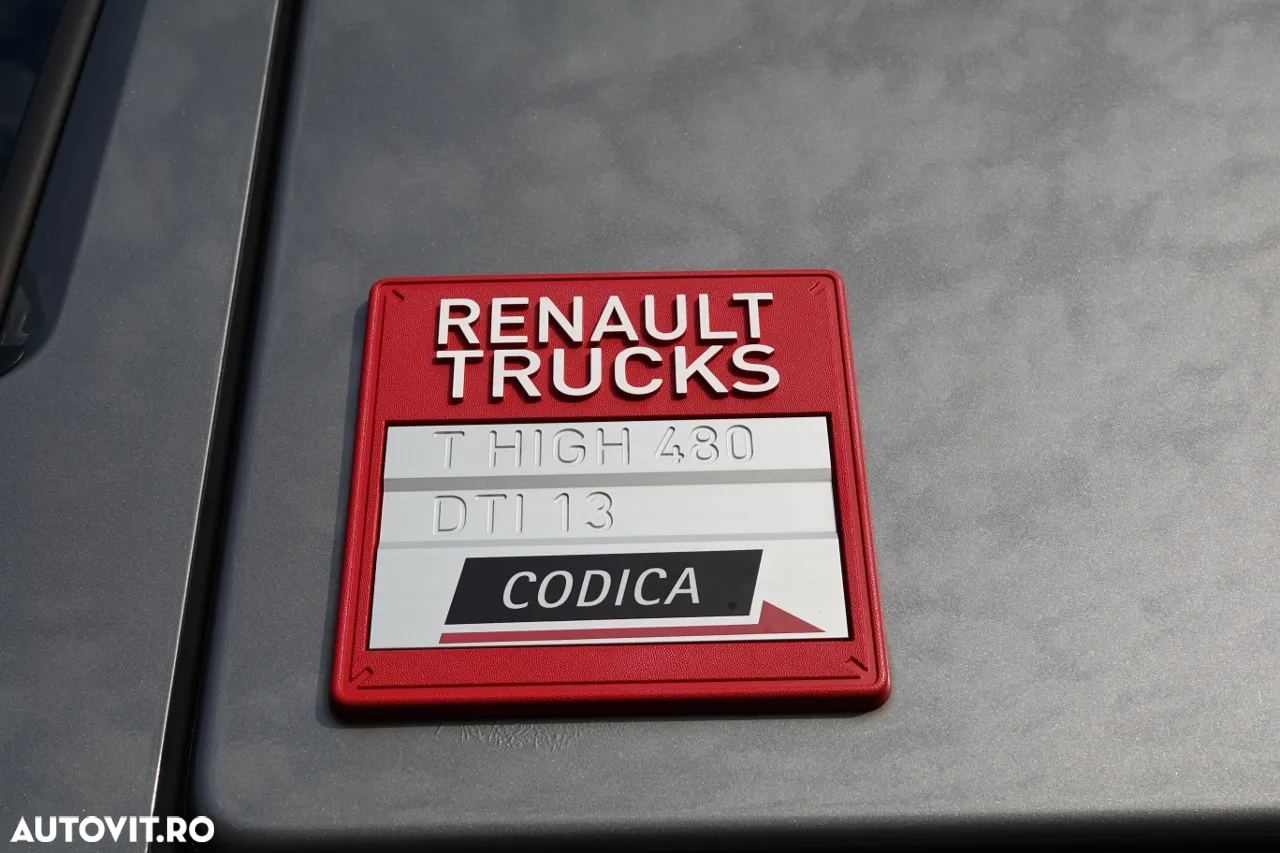 RENAULT
TRUCKS
T HIGH 480
DTI 13
CODICA
AUTOVIT.RO